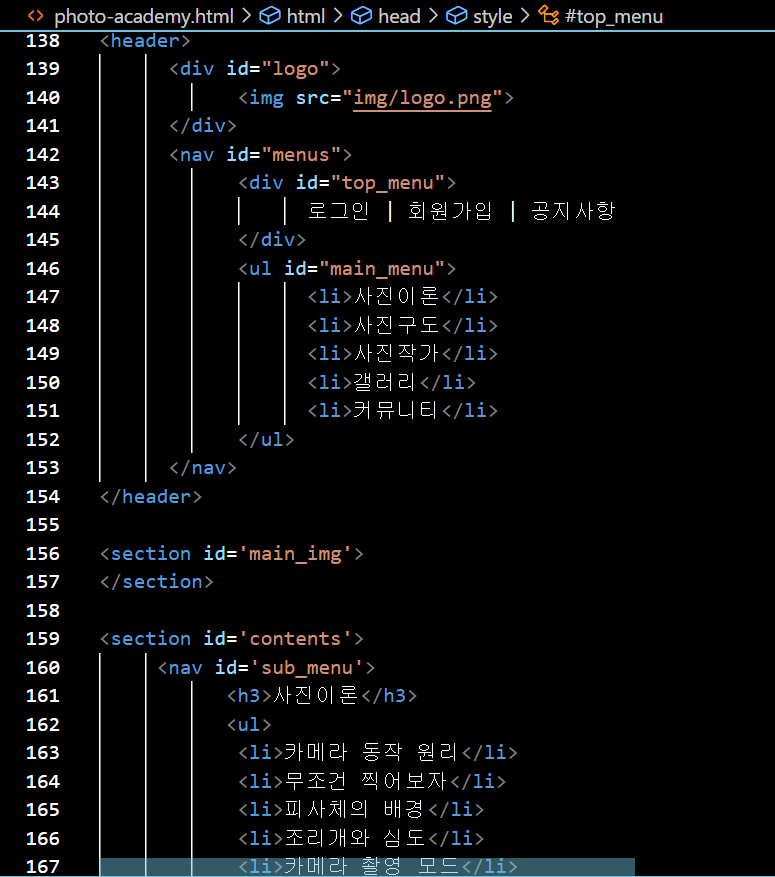 photo-academy.html > html > head > style > #top_menu
138 <header>
139 <div id="logo">
140 <img src="img/logo.png">
141 </div>
142 <nav id="menus">
143 <div id="top_menu">
144 로그인 | 회원가입 | 공지사항
145 </div>
146 <ul id="main_menu">
147 <li>사진이론</li>
148 <li>사진구도</li>
149 <li>사진작가</li>
150 <li>갤러리</li>
151 <li>커뮤니티</li>
152 </ul>
153 </nav>
154 </header>
155
156 <section id='main_img'>
157 </section>
158
159 <section id='contents'>
160 <nav id='sub_menu'>
161 <h3>사진이론</h3>
162 <ul>
163 <li>카메라 동작 원리</li>
164 <li>무조건 찍어보자</li>
165 <li>피사체의 배경</li>
166 <li>조리개와 심도</li>
167 <li>카메라 촬영 모드</li>